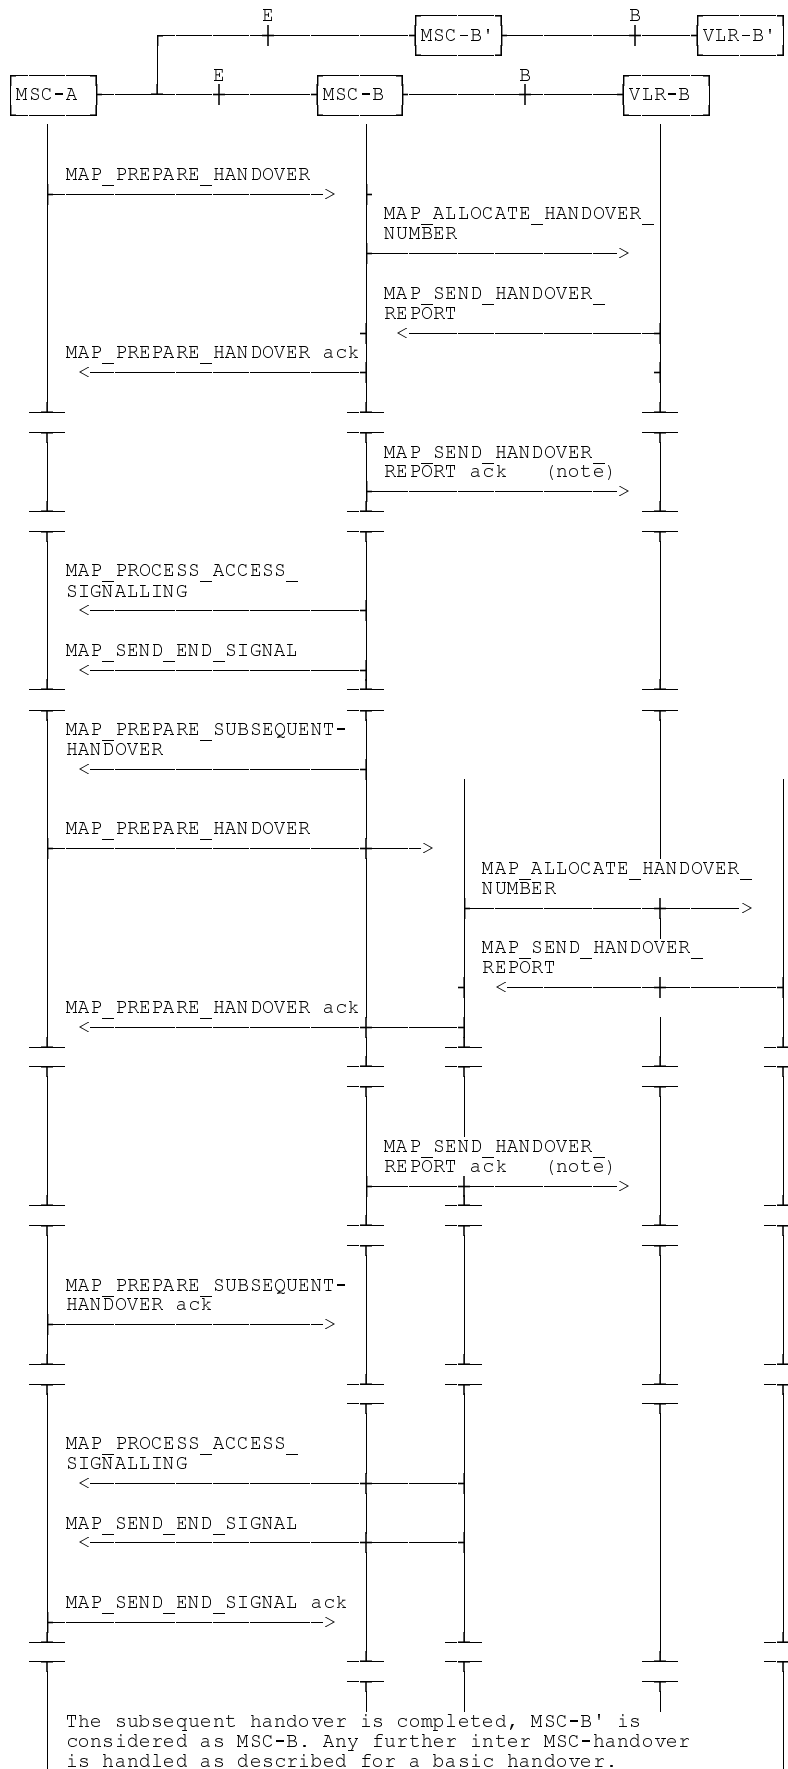 E
B
MSC-B'
VLR-B'
E
B
MSC-A
MSC-B
VLR-B
MAP_PREPARE_HANDOVER
MAP_ALLOCATE_HANDOVER_
NUMBER
MAP_SEND_HANDOVER_
REPORT
MAP_PREPARE_HANDOVER ack
MAP_SEND_HANDOVER_
REPORT ack (note)
MAP_PROCESS_ACCESS_
SIGNALLING
MAP_SEND_END_SIGNAL
MAP_PREPARE_SUBSEQUENT-
HANDOVER
MAP_PREPARE_HANDOVER
MAP_ALLOCATE_HANDOVER_
NUMBER
MAP_SEND_HANDOVER_
REPORT
MAP_PREPARE_HANDOVER ack
MAP_SEND_HANDOVER_
REPORT ack (note)
MAP_PREPARE_SUBSEQUENT-
HANDOVER ack
MAP_PROCESS_ACCESS_
SIGNALLING
MAP_SEND_END_SIGNAL
MAP_SEND_END_SIGNAL ack
The subsequent handover is completed, MSC-B' is
considered as MSC-B. Any further inter MSC-handover
is handled as described for a basic handover.